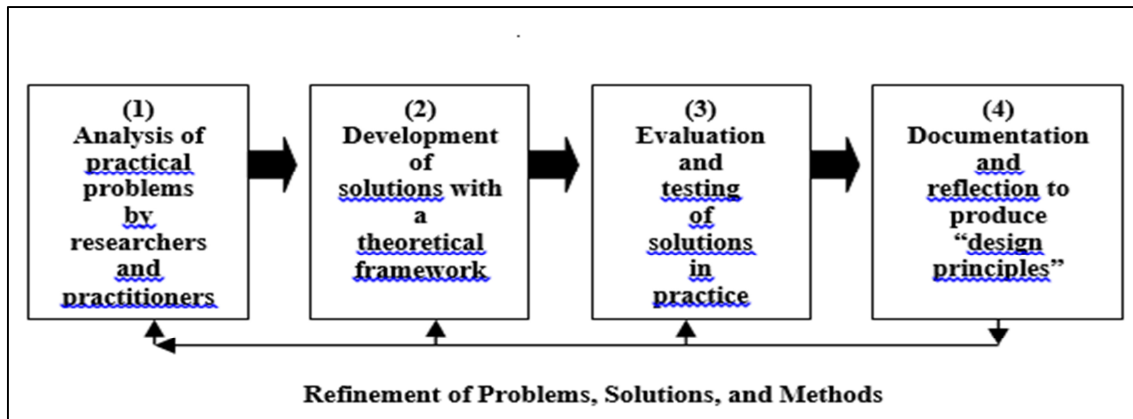 (1)
Analysis of
practical
problems
by
researchers
and
practitioners
(2)
Development
of
solutions with
a
theoretical
framework
(3)
Evaluation
and
testing
of
solutions
in
practice
(4)
Documentation
and
reflection to
produce
“design
principles”
Refinement of Problems, Solutions, and Methods